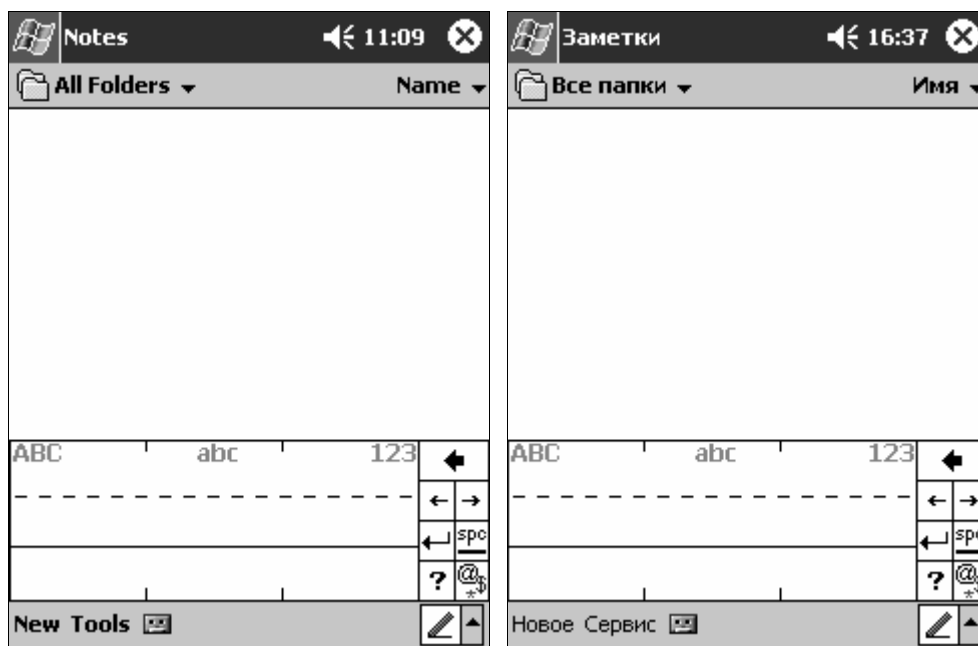 Notes 11:09
All Folders Name
ABC abc 123
spc
? @$*
New Tools
Заметки 16:37
Все папки Имя
ABC abc 123
spc
? @$*
Новое Сервис